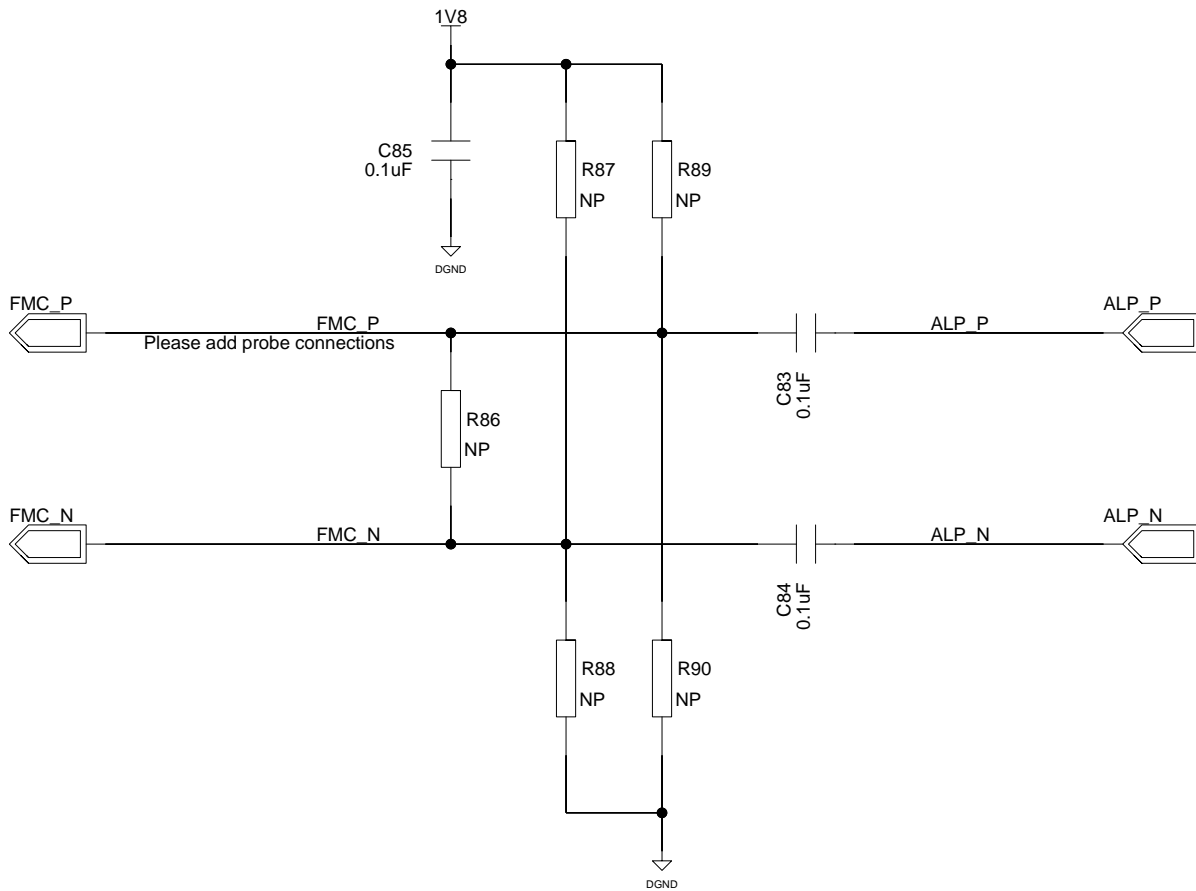 1V8
C85
0.1uF
R87
NP
R89
NP
DGND
FMC_P
FMC_P
Please add probe connections
ALP_P
ALP_P
C83
0.1uF
R86
NP
FMC_N
FMC_N
ALP_N
ALP_N
C84
0.1uF
R88
NP
R90
NP
DGND